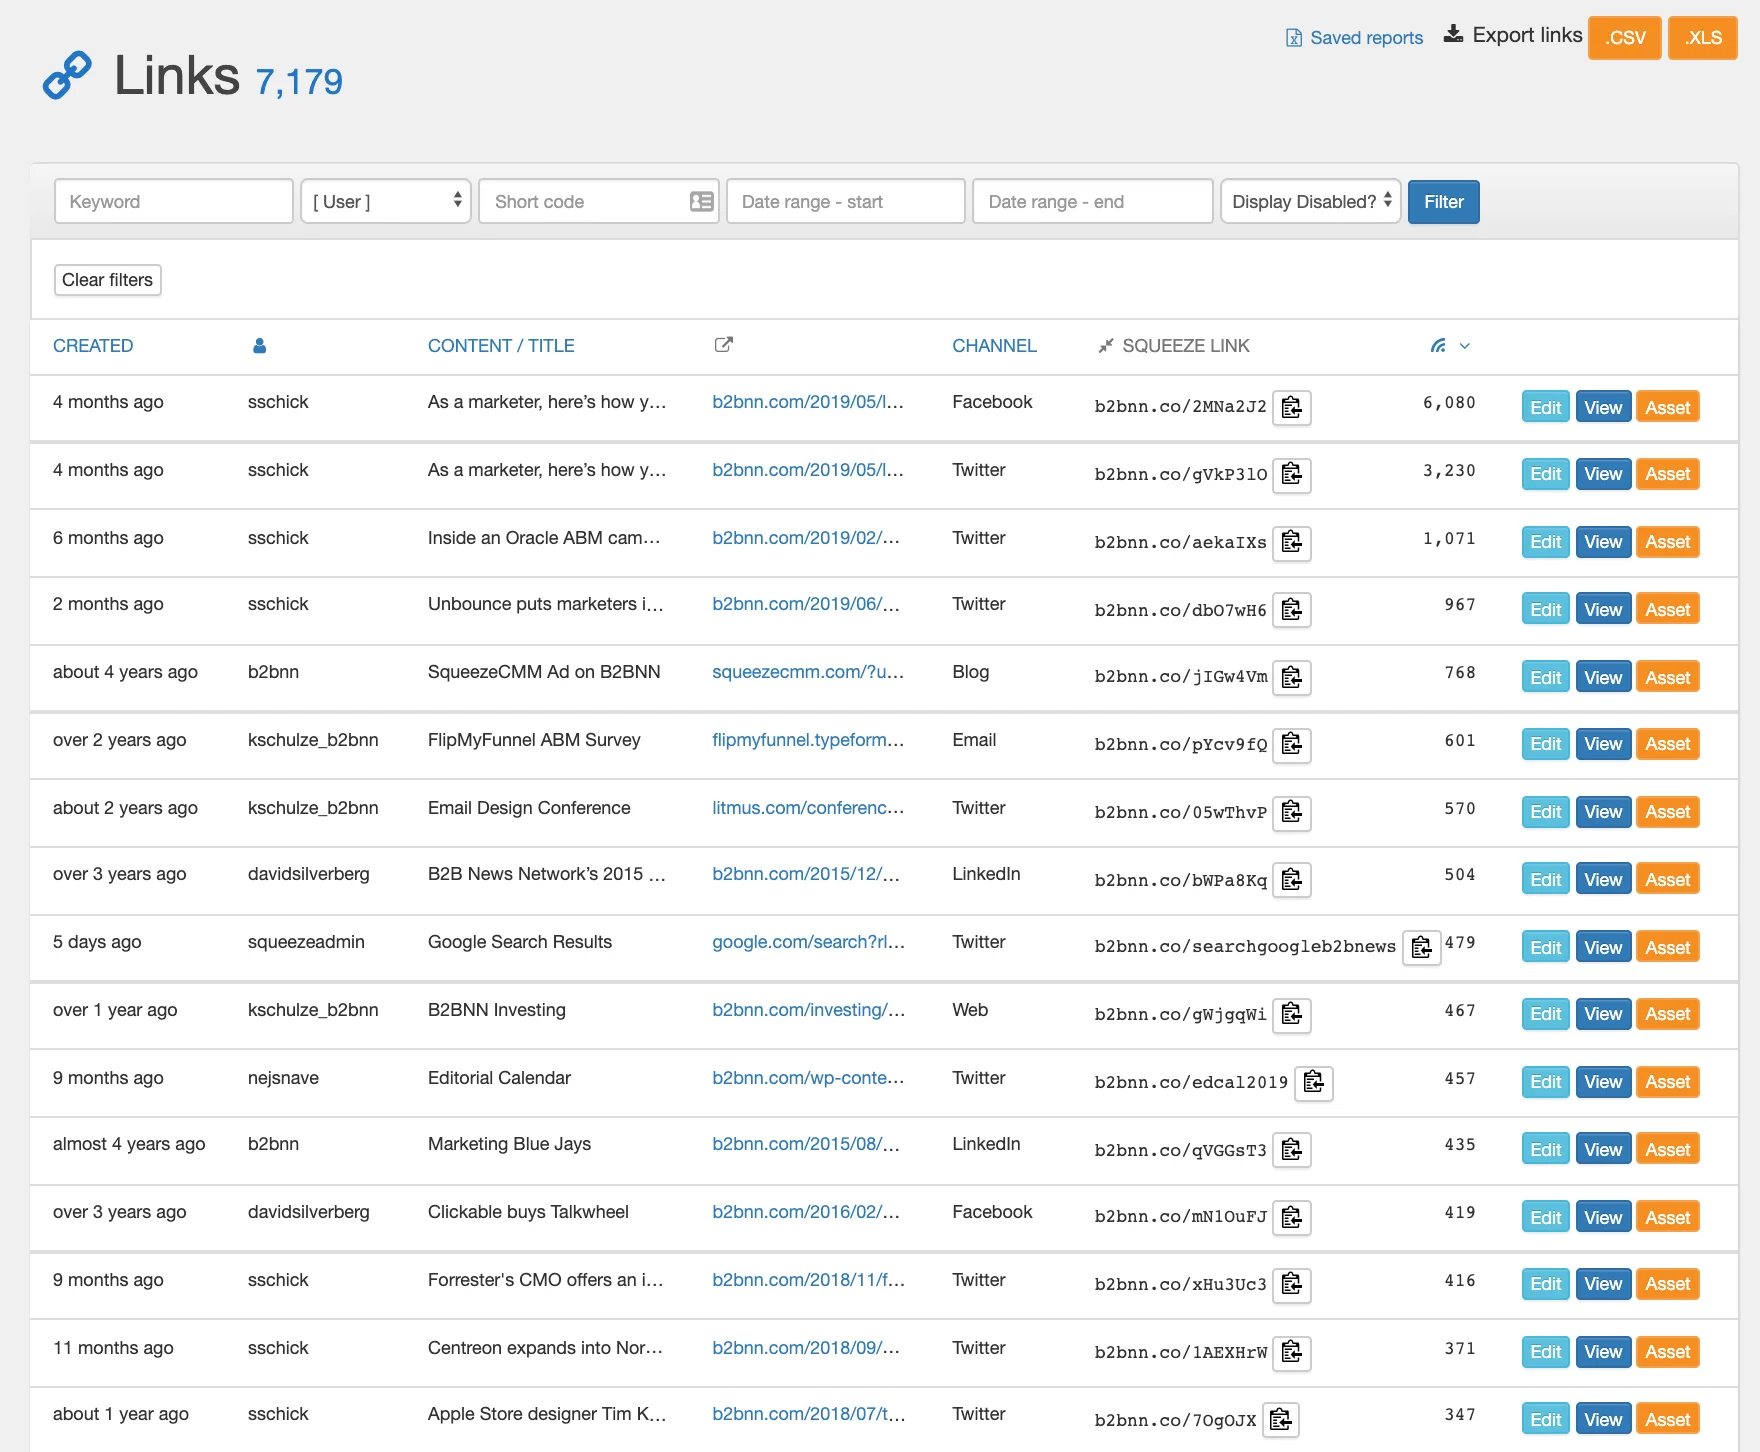 Saved reports Export links .CSV .XLS
Links 7,179
Keyword [ User ] Short code Date range - start Date range - end Display Disabled? Filter
Clear filters
CREATED CONTENT / TITLE CHANNEL SQUEEZE LINK
4 months ago sschick As a marketer, here’s how y… b2bnn.com/2019/05/l… Facebook b2bnn.co/2MNa2J2 6,080 Edit View Asset
4 months ago sschick As a marketer, here’s how y… b2bnn.com/2019/05/l… Twitter b2bnn.co/gVkP3lO 3,230 Edit View Asset
6 months ago sschick Inside an Oracle ABM cam… b2bnn.com/2019/02/… Twitter b2bnn.co/aekaIXs 1,071 Edit View Asset
2 months ago sschick Unbounce puts marketers i… b2bnn.com/2019/06/… Twitter b2bnn.co/dbO7wH6 967 Edit View Asset
about 4 years ago b2bnn SqueezeCMM Ad on B2BNN squeezecmm.com/?u… Blog b2bnn.co/jIGw4Vm 768 Edit View Asset
over 2 years ago kschulze_b2bnn FlipMyFunnel ABM Survey flipmyfunnel.typeform… Email b2bnn.co/pYcv9fQ 601 Edit View Asset
about 2 years ago kschulze_b2bnn Email Design Conference litmus.com/conferenc… Twitter b2bnn.co/05wThvP 570 Edit View Asset
over 3 years ago davidsilverberg B2B News Network’s 2015 … b2bnn.com/2015/12/… LinkedIn b2bnn.co/bWPa8Kq 504 Edit View Asset
5 days ago squeezeadmin Google Search Results google.com/search?rl… Twitter b2bnn.co/searchgoogleb2bnews 479 Edit View Asset
over 1 year ago kschulze_b2bnn B2BNN Investing b2bnn.com/investing/… Web b2bnn.co/gWjgqWi 467 Edit View Asset
9 months ago nejsnave Editorial Calendar b2bnn.com/wp-conte… Twitter b2bnn.co/edcal2019 457 Edit View Asset
almost 4 years ago b2bnn Marketing Blue Jays b2bnn.com/2015/08/… LinkedIn b2bnn.co/qVGGsT3 435 Edit View Asset
over 3 years ago davidsilverberg Clickable buys Talkwheel b2bnn.com/2016/02/… Facebook b2bnn.co/mN1OuFJ 419 Edit View Asset
9 months ago sschick Forrester's CMO offers an i… b2bnn.com/2018/11/f… Twitter b2bnn.co/xHu3Uc3 416 Edit View Asset
11 months ago sschick Centreon expands into Nor… b2bnn.com/2018/09/… Twitter b2bnn.co/1AEXHrW 371 Edit View Asset
about 1 year ago sschick Apple Store designer Tim K… b2bnn.com/2018/07/t… Twitter b2bnn.co/7OgOJX 347 Edit View Asset